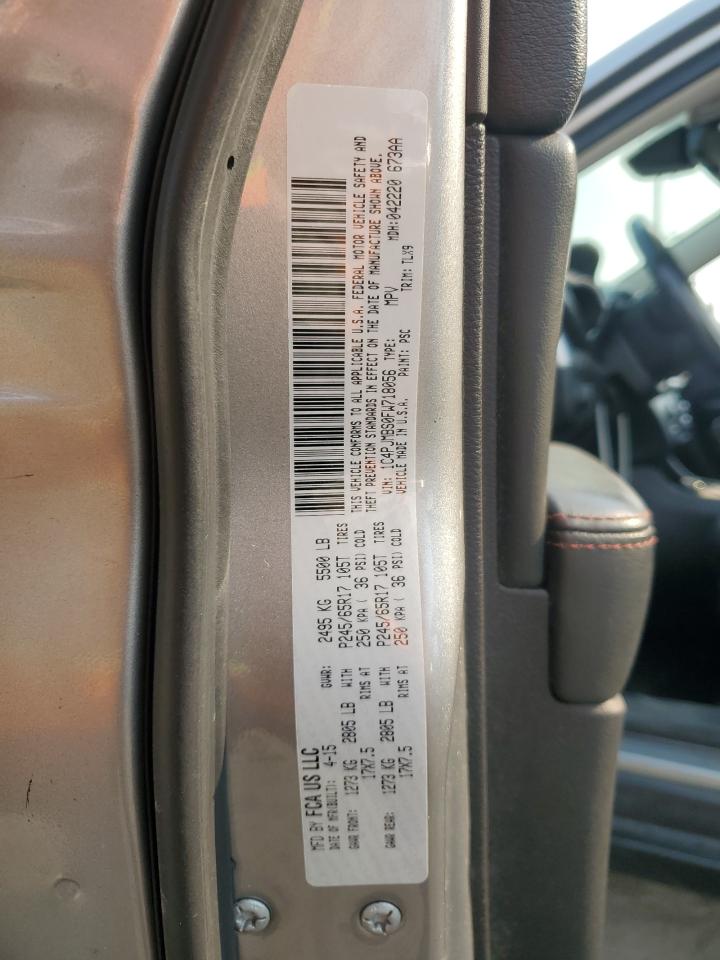 MFD BY FCA US LLC
DATE OF MFR(BUILT): 4-15 GVWR: 2495 KG 5500 LB
GAWR FRONT: 1273 KG 2805 LB WITH P245/65R17 105T TIRES
17X7.5 RIMS AT 250 KPA ( 36 PSI) COLD
GAWR REAR: 1273 KG 2805 LB WITH P245/65R17 105T TIRES
17X7.5 RIMS AT 250 KPA ( 36 PSI) COLD
THIS VEHICLE CONFORMS TO ALL APPLICABLE U.S.A. FEDERAL MOTOR VEHICLE SAFETY AND
THEFT PREVENTION STANDARDS IN EFFECT ON THE DATE OF MANUFACTURE SHOWN ABOVE.
VIN: 1C4PJMBS0FW718056 TYPE: MPV MDH:042220 673AA
VEHICLE MADE IN U.S.A. PAINT: PSC TRIM: TLX9